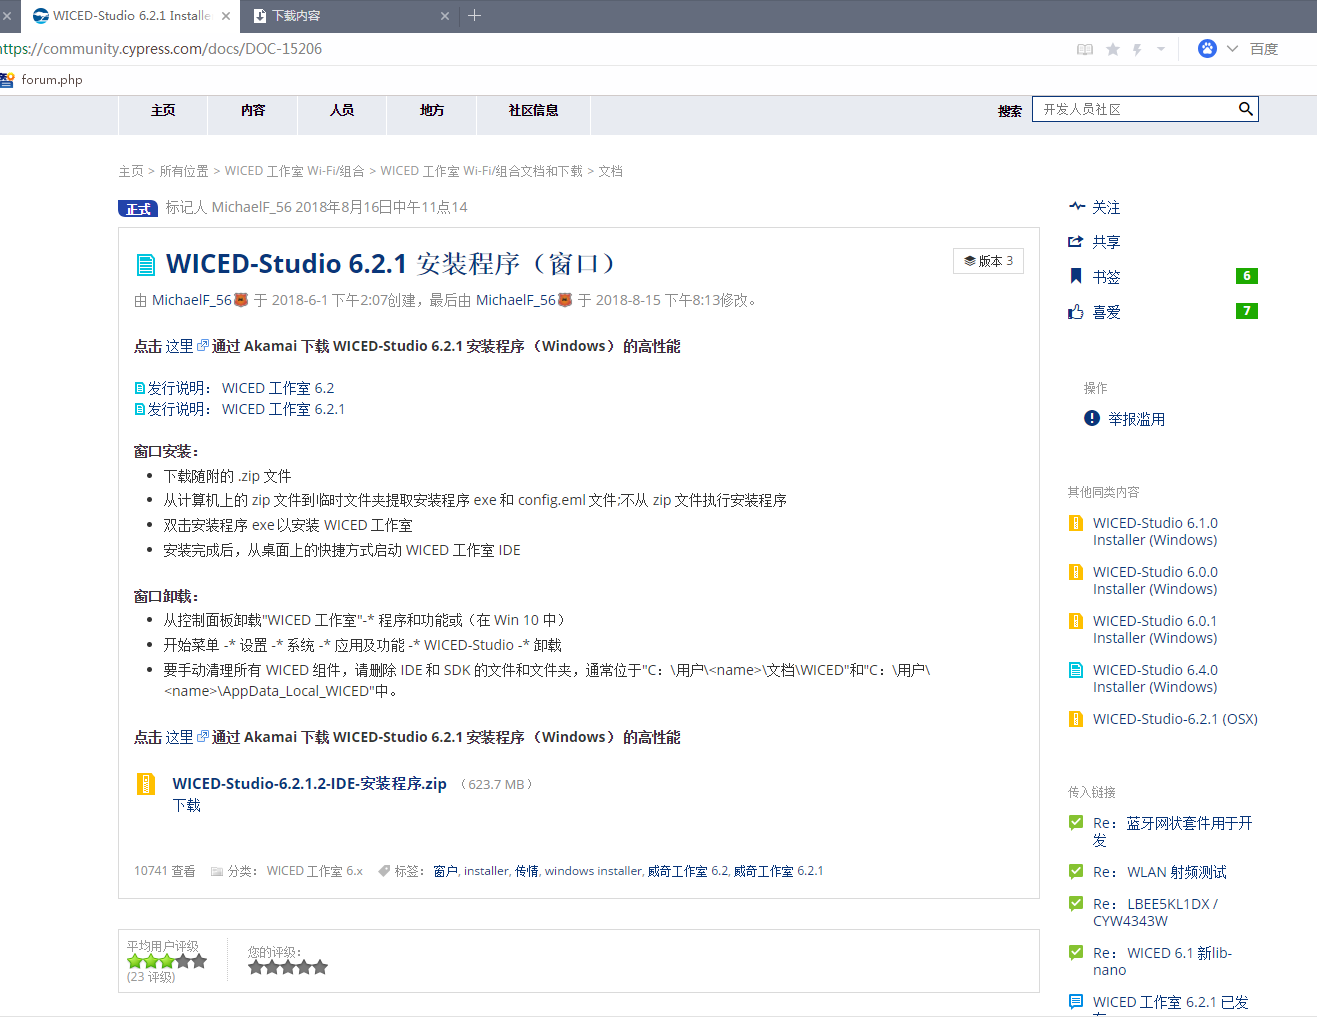 WICED-Studio 6.2.1 Installe
下载内容
https://community.cypress.com/docs/DOC-15206
百度
forum.php
主页
内容
人员
地方
社区信息
搜索
开发人员社区
主页 > 所有位置 > WICED 工作室 Wi-Fi/组合 > WICED 工作室 Wi-Fi/组合文档和下载 > 文档
正式 标记人 MichaelF_56 2018年8月16日中午11点14
WICED-Studio 6.2.1 安装程序（窗口）
版本 3
由 MichaelF_56 于 2018-6-1 下午2:07创建，最后由 MichaelF_56 于 2018-8-15 下午8:13修改。
点击 这里 通过 Akamai 下载 WICED-Studio 6.2.1 安装程序 （Windows） 的高性能
发行说明： WICED 工作室 6.2
发行说明： WICED 工作室 6.2.1
窗口安装：
• 下载随附的 .zip 文件
• 从计算机上的 zip 文件到临时文件夹提取安装程序 exe 和 config.eml 文件;不从 zip 文件执行安装程序
• 双击安装程序 exe以安装 WICED 工作室
• 安装完成后，从桌面上的快捷方式启动 WICED 工作室 IDE
窗口卸载：
• 从控制面板卸载"WICED 工作室"-* 程序和功能或（在 Win 10 中）
• 开始菜单 -* 设置 -* 系统 -* 应用及功能 -* WICED-Studio -* 卸载
• 要手动清理所有 WICED 组件，请删除 IDE 和 SDK 的文件和文件夹，通常位于"C：\用户\<name>\文档\WICED"和"C：\用户\
<name>\AppData_Local_WICED"中。
点击 这里 通过 Akamai 下载 WICED-Studio 6.2.1 安装程序 （Windows） 的高性能
WICED-Studio-6.2.1.2-IDE-安装程序.zip （623.7 MB）
下载
10741 查看 分类： WICED 工作室 6.x 标签： 窗户, installer, 传情, windows installer, 威奇工作室 6.2, 威奇工作室 6.2.1
平均用户评级
(23 评级)
您的评级：
关注
共享
书签 6
喜爱 7
操作
举报滥用
其他同类内容
WICED-Studio 6.1.0
Installer (Windows)
WICED-Studio 6.0.0
Installer (Windows)
WICED-Studio 6.0.1
Installer (Windows)
WICED-Studio 6.4.0
Installer (Windows)
WICED-Studio-6.2.1 (OSX)
传入链接
Re： 蓝牙网状套件用于开
发
Re： WLAN 射频测试
Re： LBEE5KL1DX /
CYW4343W
Re： WICED 6.1 新lib-
nano
WICED 工作室 6.2.1 已发